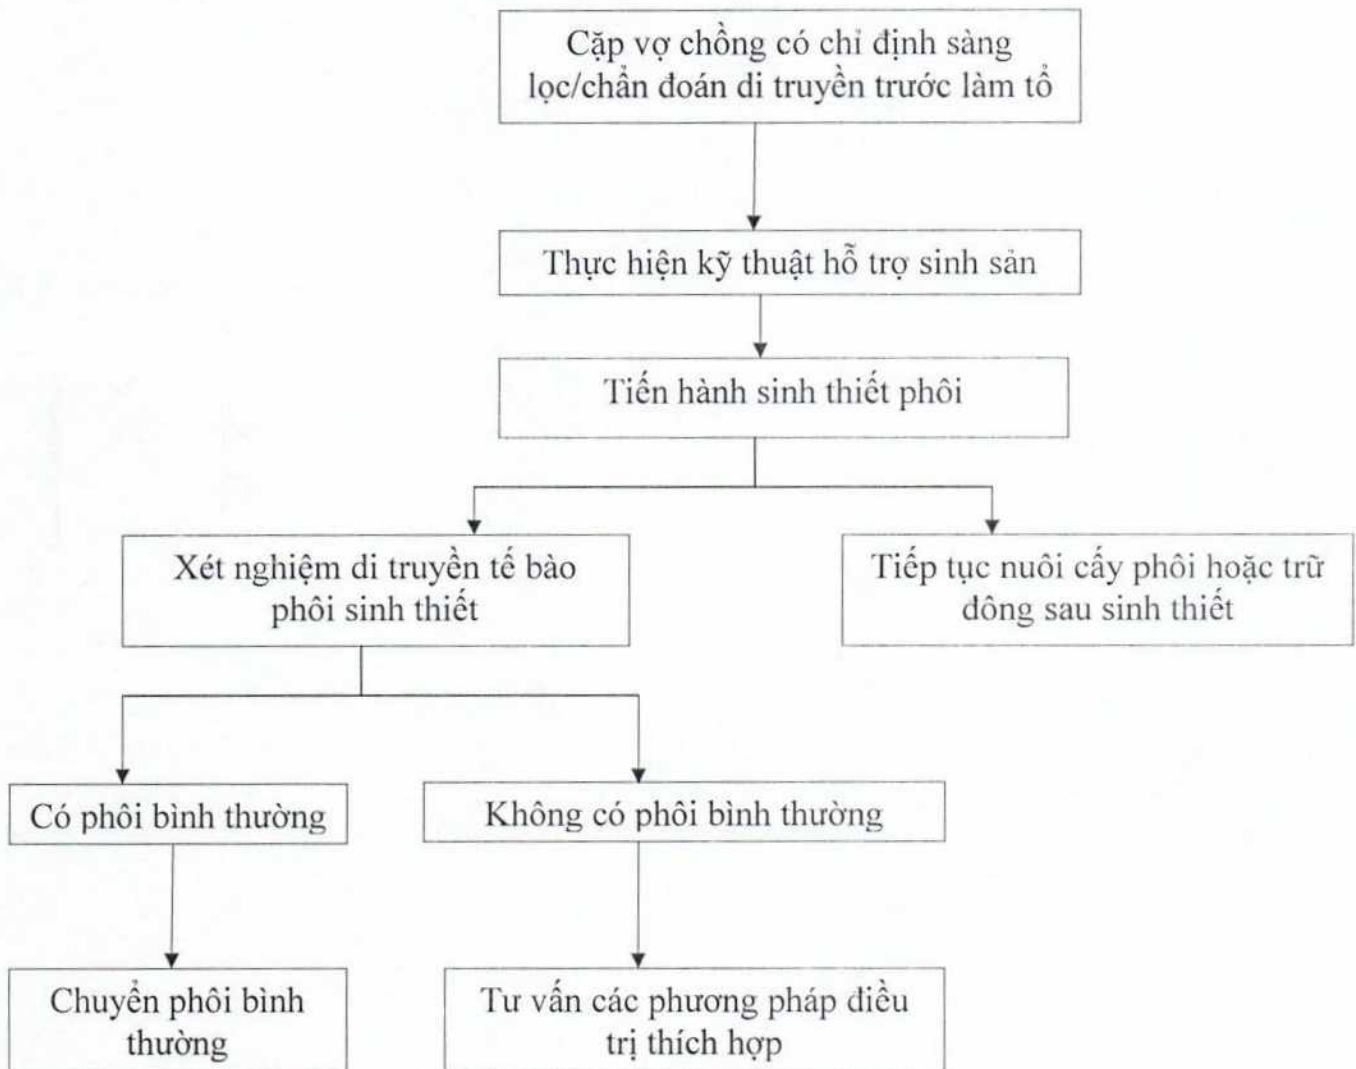 Cặp vợ chồng có chỉ định sàng
lọc/chẩn đoán di truyền trước làm tổ
Thực hiện kỹ thuật hỗ trợ sinh sản
Tiến hành sinh thiết phôi
Xét nghiệm di truyền tế bào
phôi sinh thiết
Tiếp tục nuôi cấy phôi hoặc trữ
đông sau sinh thiết
Có phôi bình thường
Không có phôi bình thường
Chuyển phôi bình
thường
Tư vấn các phương pháp điều
trị thích hợp